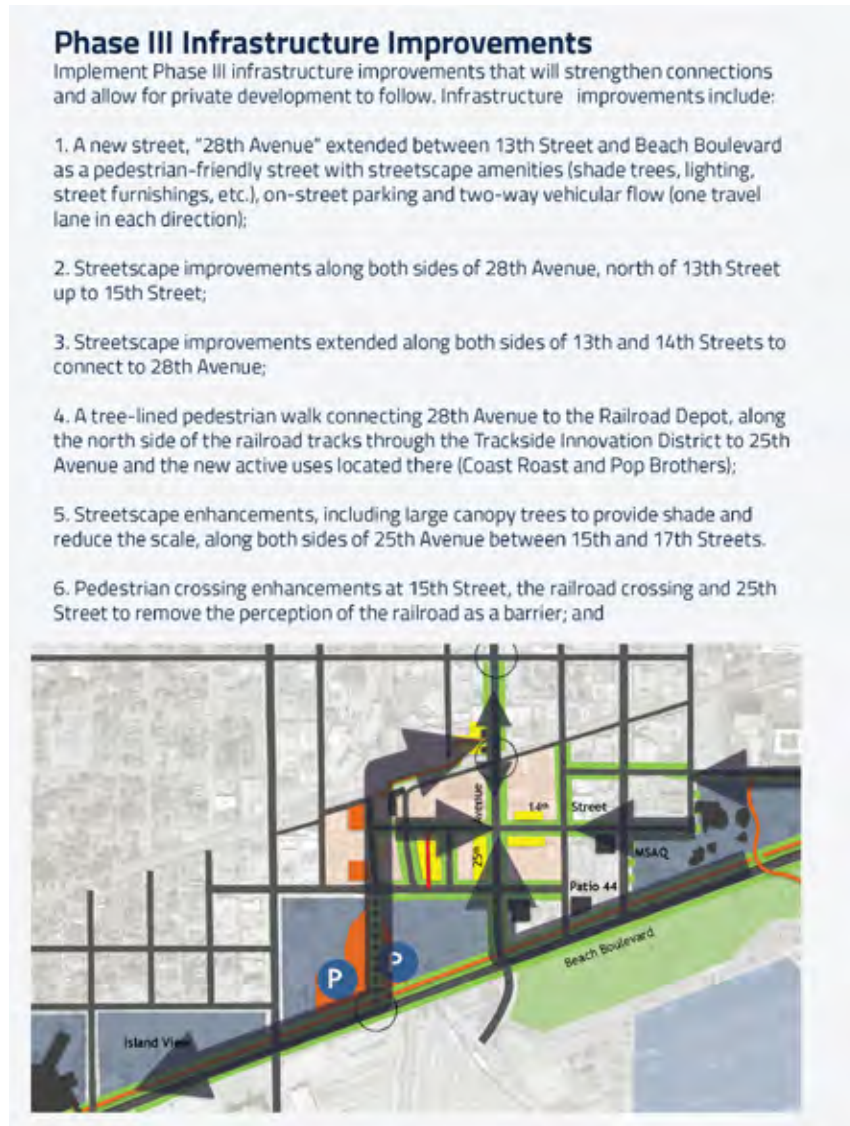 Phase III Infrastructure Improvements
Implement Phase III infrastructure improvements that will strengthen connections
and allow for private development to follow. Infrastructure improvements include:
1. A new street, "28th Avenue" extended between 13th Street and Beach Boulevard
as a pedestrian-friendly street with streetscape amenities (shade trees, lighting,
street furnishings, etc.), on-street parking and two-way vehicular flow (one travel
lane in each direction);
2. Streetscape improvements along both sides of 28th Avenue, north of 13th Street
up to 15th Street;
3. Streetscape improvements extended along both sides of 13th and 14th Streets to
connect to 28th Avenue;
4. A tree-lined pedestrian walk connecting 28th Avenue to the Railroad Depot, along
the north side of the railroad tracks through the Trackside Innovation District to 25th
Avenue and the new active uses located there (Coast Roast and Pop Brothers);
5. Streetscape enhancements, including large canopy trees to provide shade and
reduce the scale, along both sides of 25th Avenue between 15th and 17th Streets.
6. Pedestrian crossing enhancements at 15th Street, the railroad crossing and 25th
Street to remove the perception of the railroad as a barrier; and
25th Avenue
14th Street
MSAQ
Patio 44
Beach Boulevard
P
P
Island View